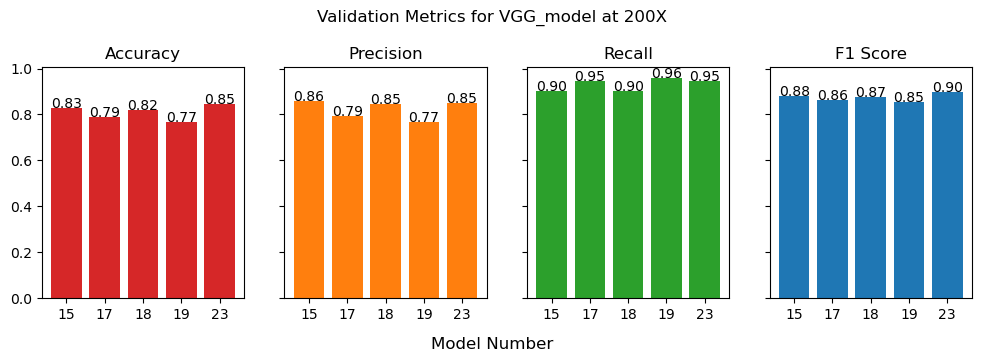 Validation Metrics for VGG_model at 200X
Accuracy Precision Recall F1 Score
1.0
0.8
0.6
0.4
0.2
0.0
0.83 0.79 0.82 0.77 0.85
0.86 0.79 0.85 0.77 0.85
0.90 0.95 0.90 0.96 0.95
0.88 0.86 0.87 0.85 0.90
15 17 18 19 23 15 17 18 19 23 15 17 18 19 23 15 17 18 19 23
Model Number